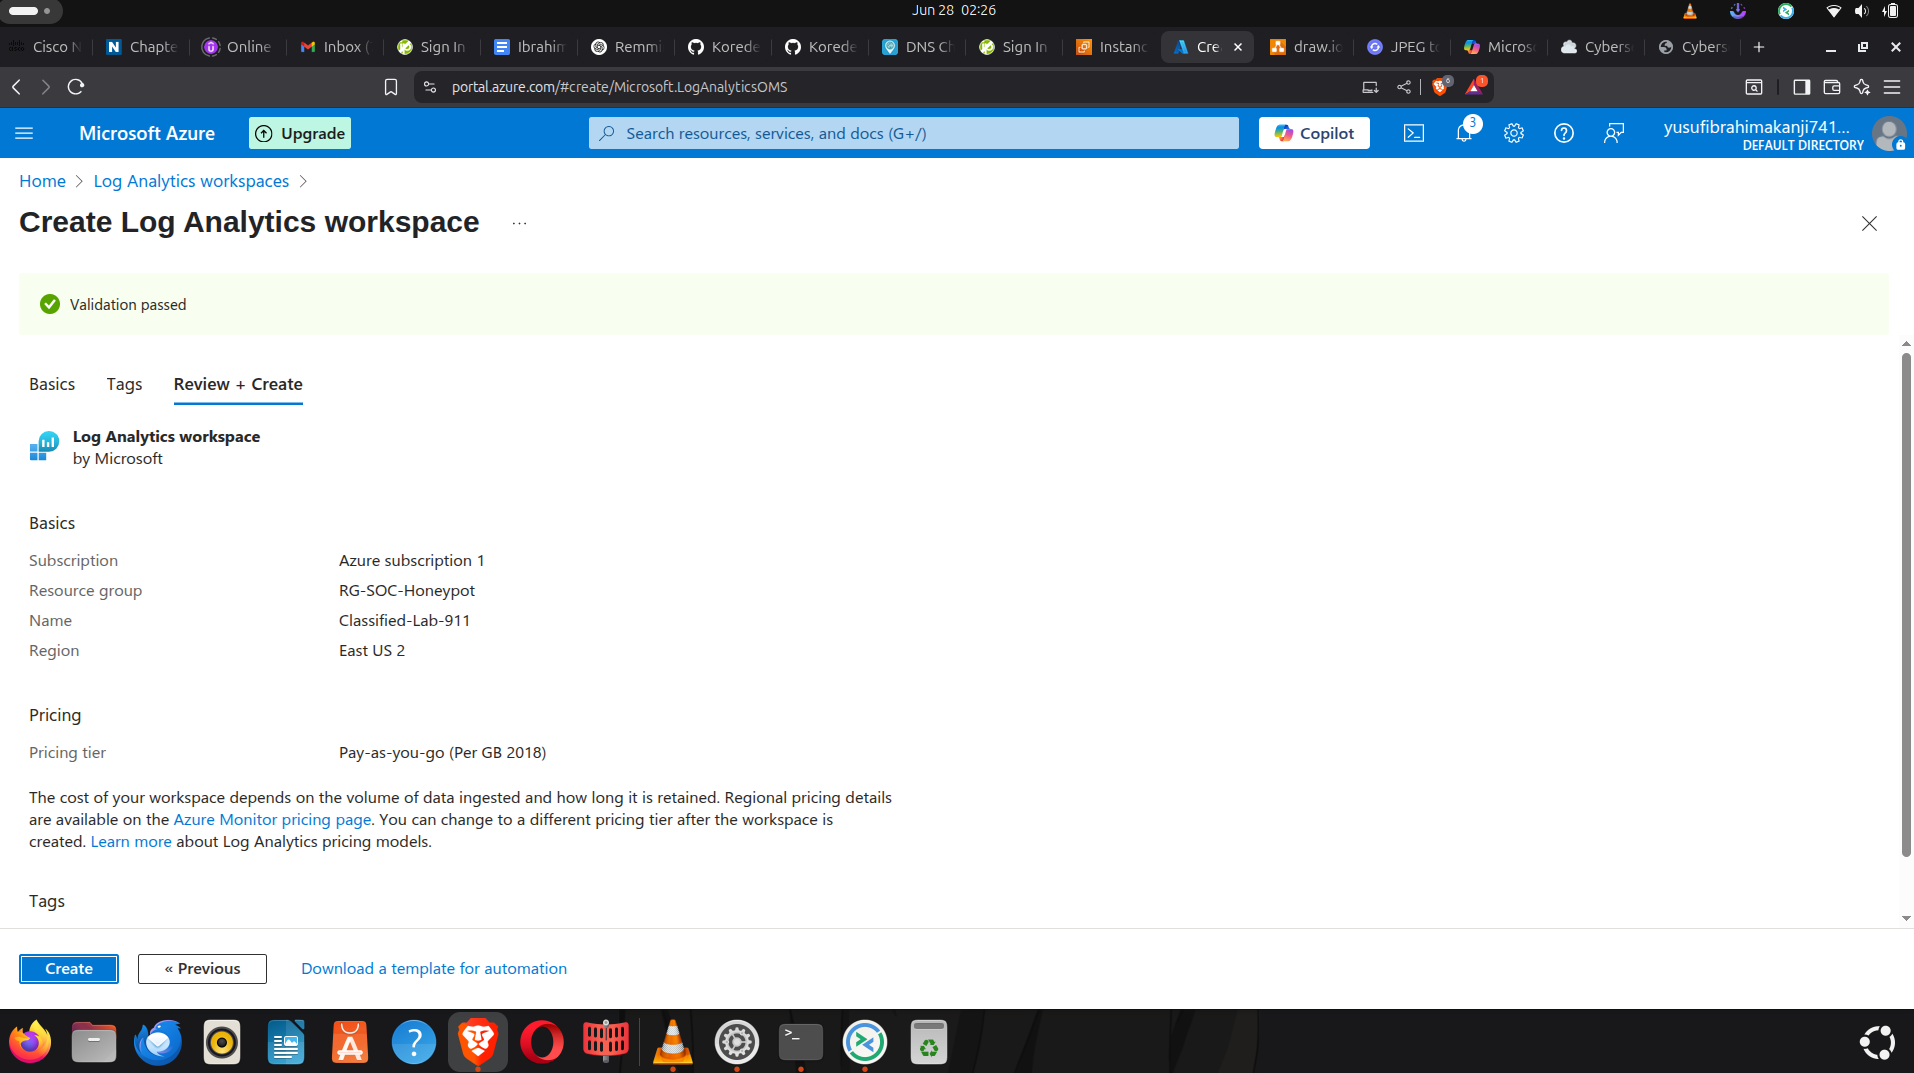 Jun 28 02:26
Cisco N
Chapte
Online
Inbox (
Sign In
Ibrahim
Remmi
Korede
Korede
DNS Ch
Sign In
Instanc
Cre
draw.io
JPEG to
Micros
Cybers
Cybers
portal.azure.com/#create/Microsoft.LogAnalyticsOMS
6
1
Microsoft Azure
Upgrade
Search resources, services, and docs (G+/)
Copilot
3
yusufibrahimakanji741...
DEFAULT DIRECTORY
Home
Log Analytics workspaces
Create Log Analytics workspace
...
Validation passed
Basics
Tags
Review + Create
Log Analytics workspace
by Microsoft
Basics
Subscription
Azure subscription 1
Resource group
RG-SOC-Honeypot
Name
Classified-Lab-911
Region
East US 2
Pricing
Pricing tier
Pay-as-you-go (Per GB 2018)
The cost of your workspace depends on the volume of data ingested and how long it is retained. Regional pricing details
are available on the Azure Monitor pricing page. You can change to a different pricing tier after the workspace is
created. Learn more about Log Analytics pricing models.
Tags
Create
« Previous
Download a template for automation